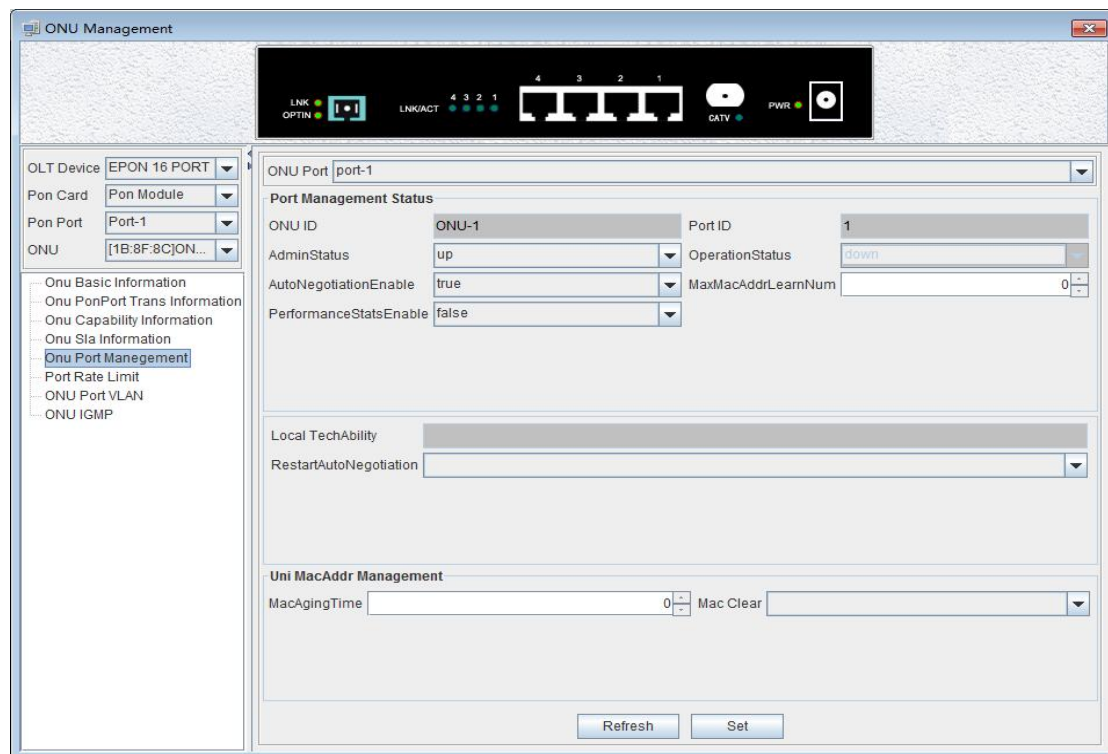 ONU Management
4 3 2 1
LNK
OPTIN
LNK/ACT
4 3 2 1
CATV
PWR
OLT Device EPON 16 PORT
Pon Card Pon Module
Pon Port Port-1
ONU [1B:8F:8C]ON...
Onu Basic Information
Onu PonPort Trans Information
Onu Capability Information
Onu Sla Information
Onu Port Manegement
Port Rate Limit
ONU Port VLAN
ONU IGMP
ONU Port port-1
Port Management Status
ONU ID ONU-1 Port ID 1
AdminStatus up OperationStatus down
AutoNegotiationEnable true MaxMacAddrLearnNum 0
PerformanceStatsEnable false
Local TechAbility
RestartAutoNegotiation
Uni MacAddr Management
MacAgingTime 0 Mac Clear
Refresh Set